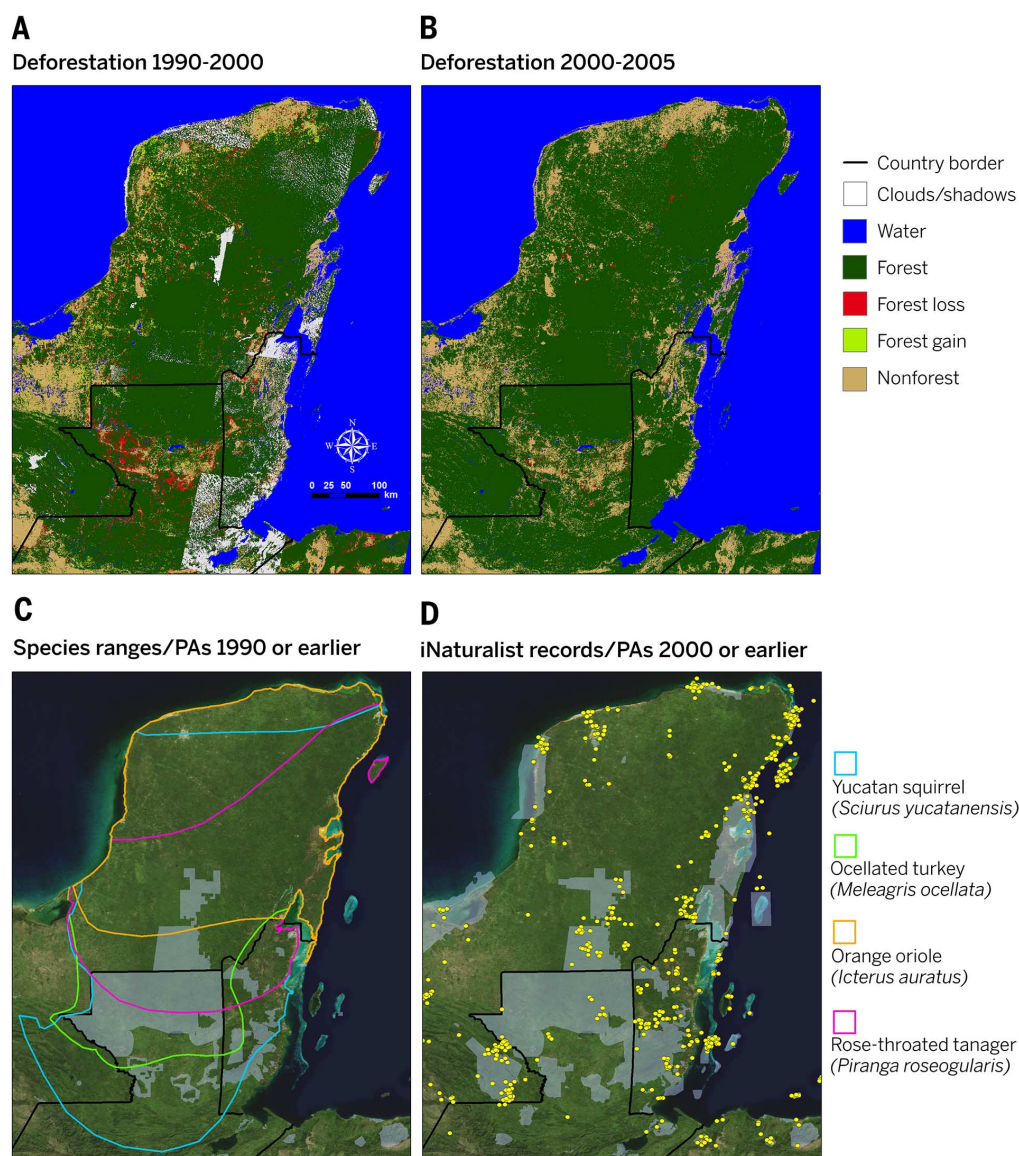 A
Deforestation 1990-2000
B
Deforestation 2000-2005
Country border
Clouds/shadows
Water
Forest
Forest loss
Forest gain
Nonforest
N
W
E
S
0 25 50 100
km
C
Species ranges/PAs 1990 or earlier
D
iNaturalist records/PAs 2000 or earlier
Yucatan squirrel
(Sciurus yucatanensis)
Ocellated turkey
(Meleagris ocellata)
Orange oriole
(Icterus auratus)
Rose-throated tanager
(Piranga roseogularis)